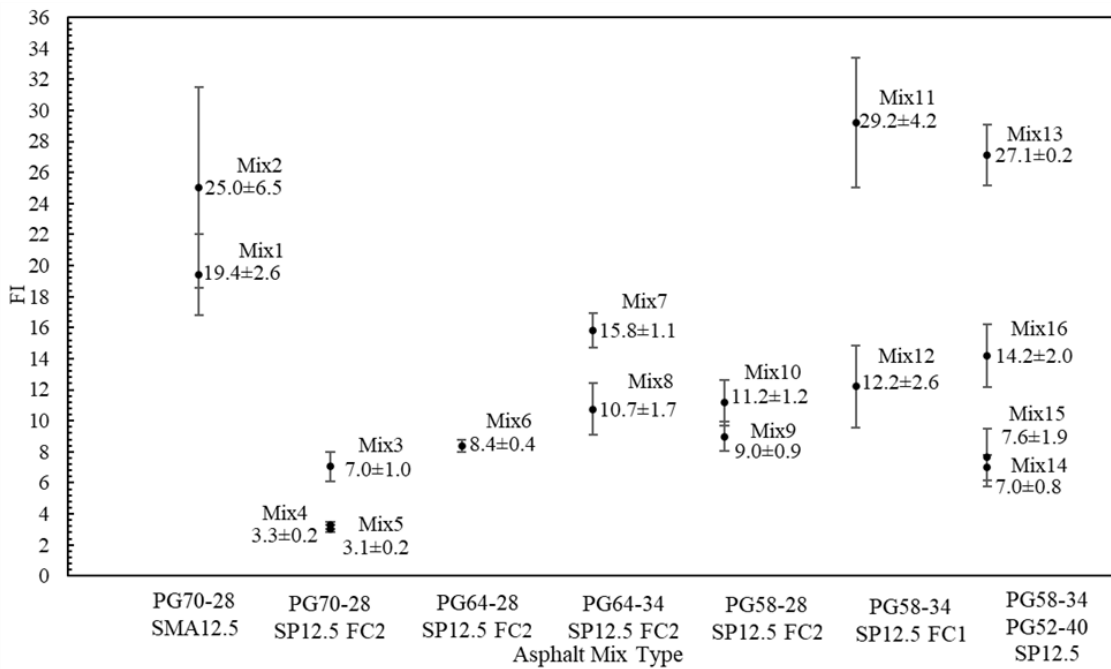 36
34
32
30
28
26
24
22
20
18
16
14
12
10
8
6
4
2
0
FI
Mix2
25.0±6.5
Mix1
19.4±2.6
Mix3
7.0±1.0
Mix4
3.3±0.2
Mix5
3.1±0.2
Mix6
8.4±0.4
Mix7
15.8±1.1
Mix8
10.7±1.7
Mix10
11.2±1.2
Mix9
9.0±0.9
Mix11
29.2±4.2
Mix12
12.2±2.6
Mix13
27.1±0.2
Mix16
14.2±2.0
Mix15
7.6±1.9
Mix14
7.0±0.8
PG70-28
SMA12.5
PG70-28
SP12.5 FC2
PG64-28
SP12.5 FC2
PG64-34
SP12.5 FC2
PG58-28
SP12.5 FC2
PG58-34
SP12.5 FC1
PG58-34
PG52-40
SP12.5
Asphalt Mix Type